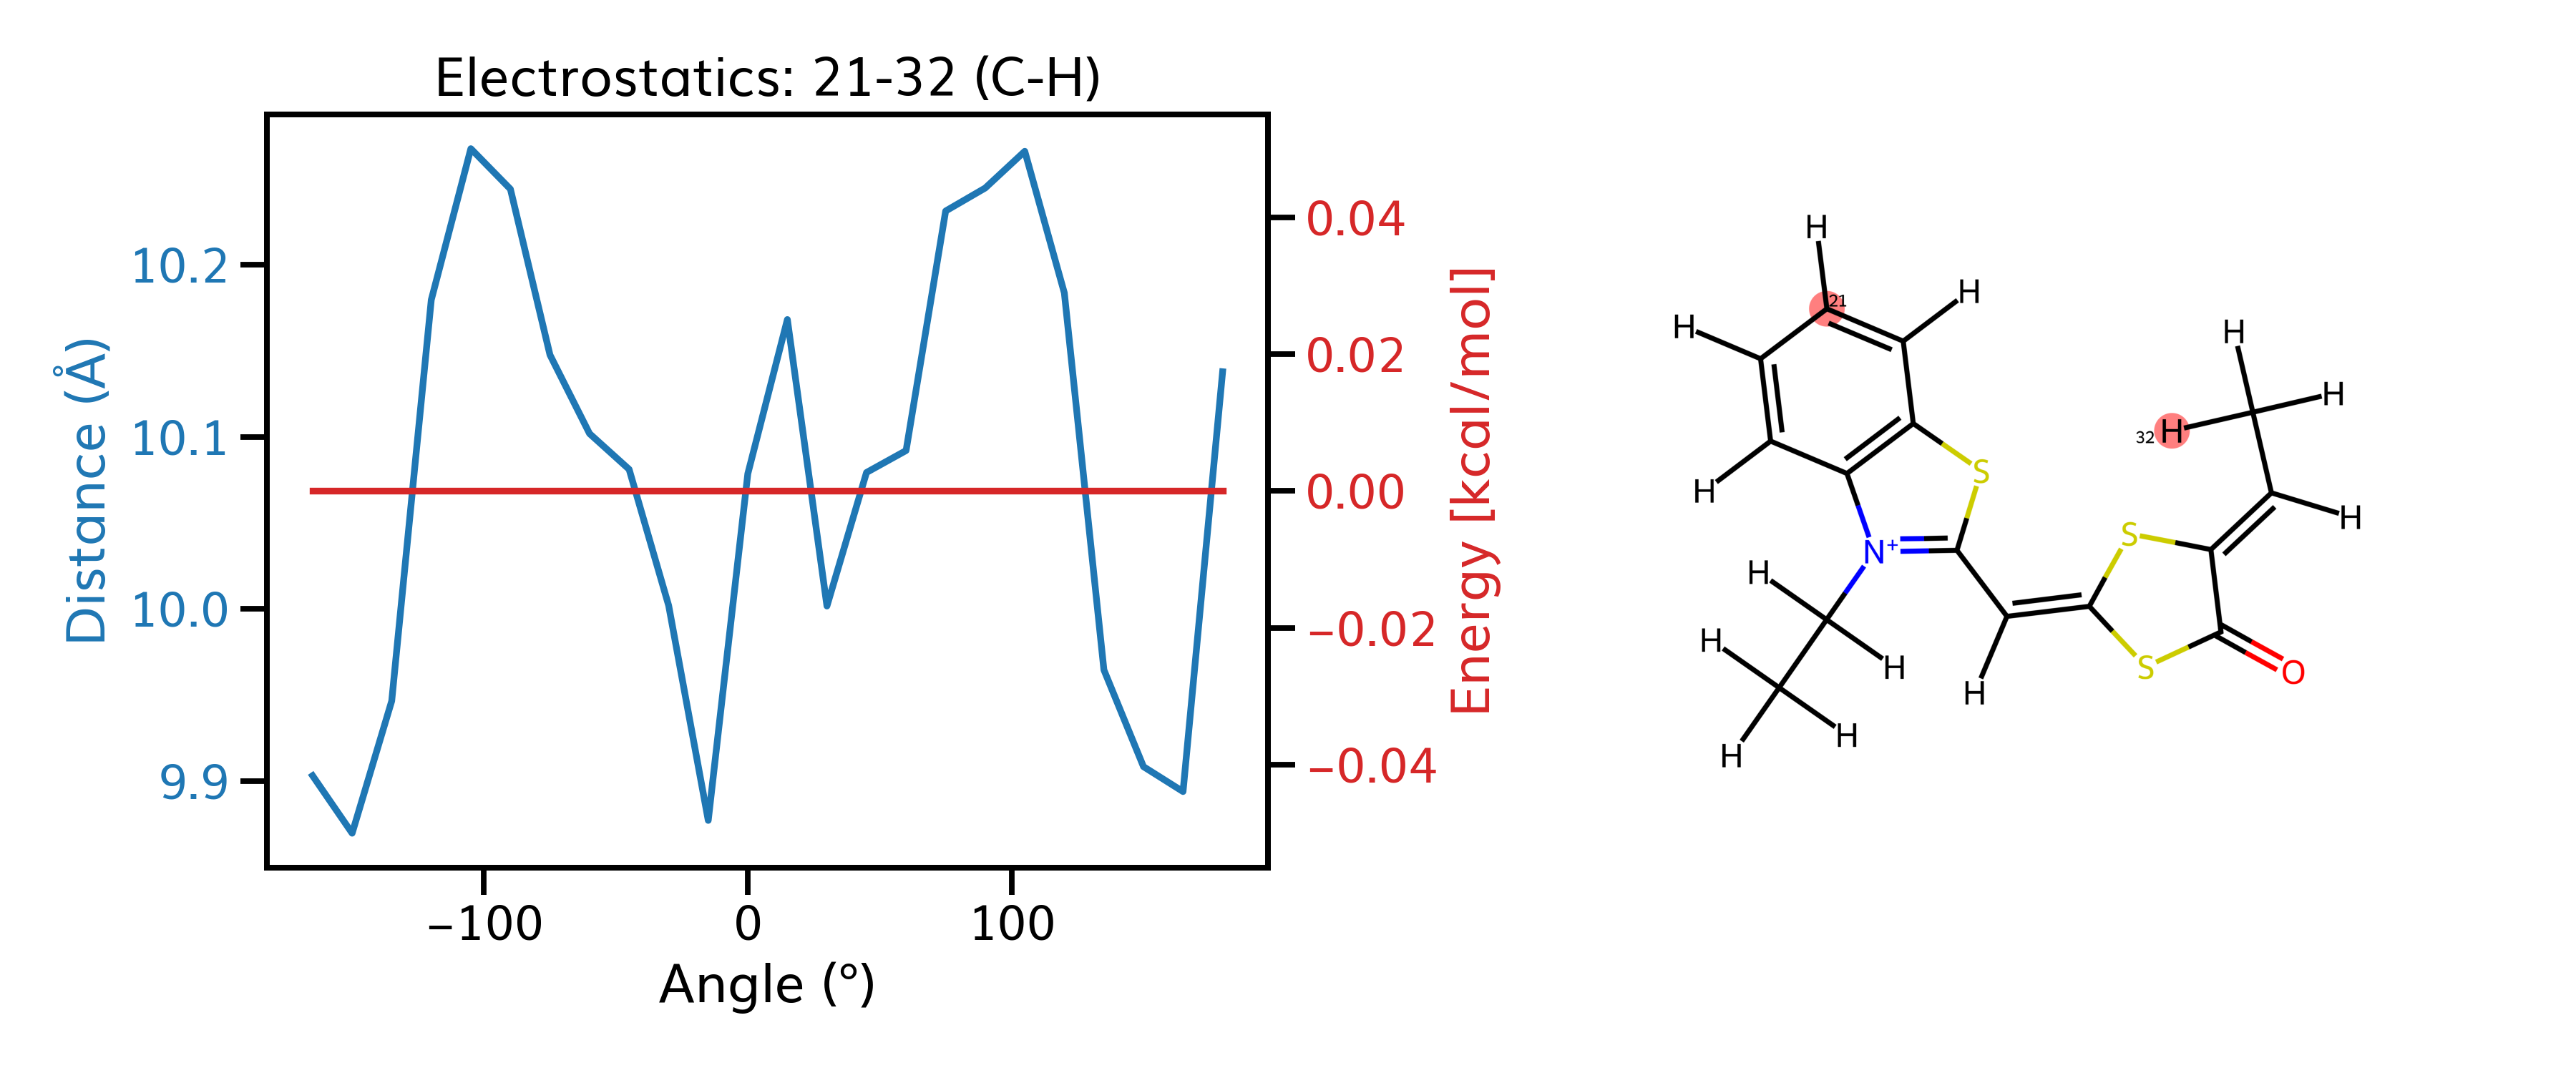 Electrostatics: 21-32 (C-H)
Distance (Å)
10.2
10.1
10.0
9.9
−100
0
100
Angle (°)
0.04
0.02
0.00
−0.02
−0.04
Energy [kcal/mol]
H
21
H
H
H
H
H
32 H
S
H
S
N+
H
H
H
S
O
H
H
H